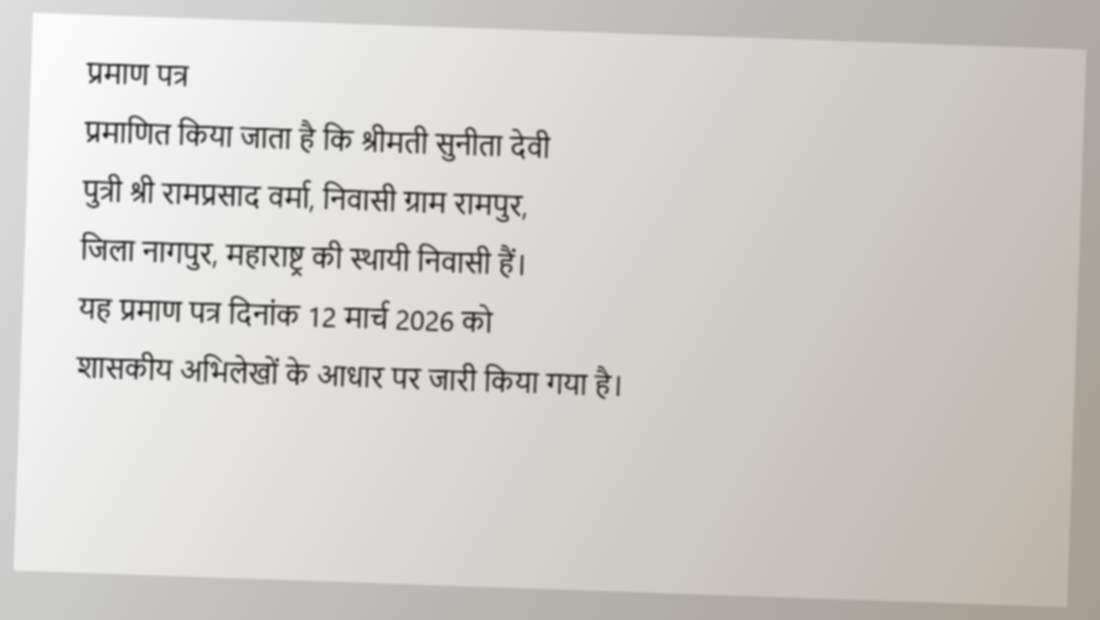 प्रमाण पत्र
प्रमाणित किया जाता है कि श्रीमती सुनीता देवी
पुत्री श्री रामप्रसाद वर्मा, निवासी ग्राम रामपुर,
जिला नागपुर, महाराष्ट्र की स्थायी निवासी हैं।
यह प्रमाण पत्र दिनांक 12 मार्च 2026 को
शासकीय अभिलेखों के आधार पर जारी किया गया है।